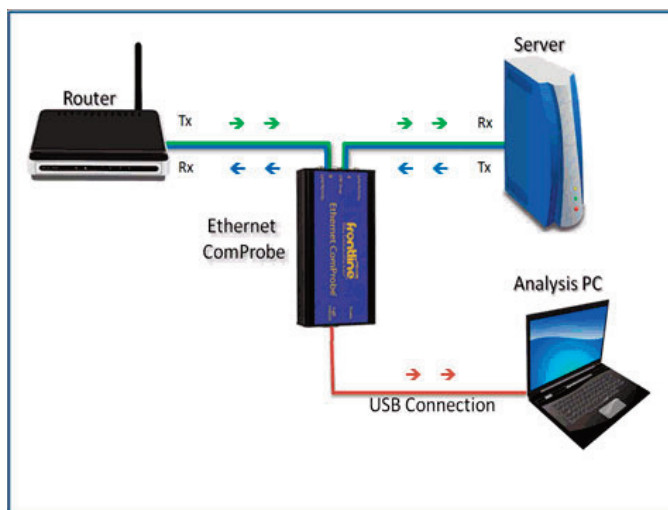 Server
Router
Tx
Rx
Rx
Tx
Ethernet
ComProbe
frontline
Ethernet ComProbe
Analysis PC
USB Connection